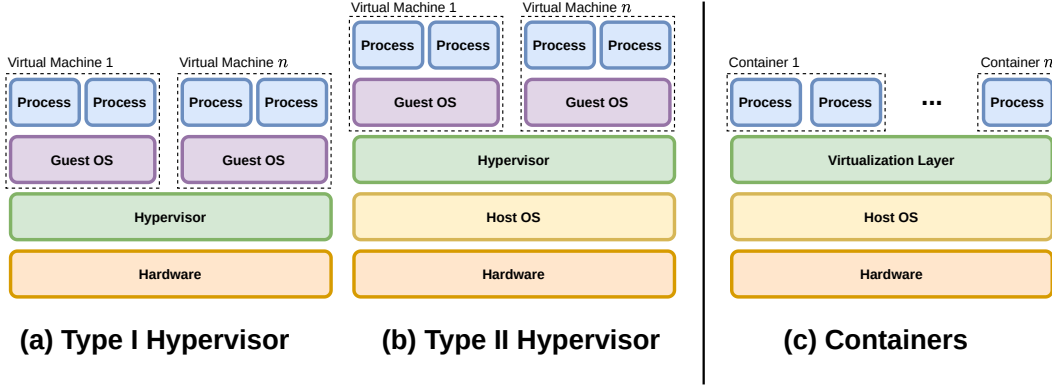 Virtual Machine 1
Virtual Machine n
Process
Process
Process
Process
Guest OS
Guest OS
Hypervisor
Hardware
(a) Type I Hypervisor
Virtual Machine 1
Virtual Machine n
Process
Process
Process
Process
Guest OS
Guest OS
Hypervisor
Host OS
Hardware
(b) Type II Hypervisor
Container 1
Container n
Process
Process
...
Process
Virtualization Layer
Host OS
Hardware
(c) Containers